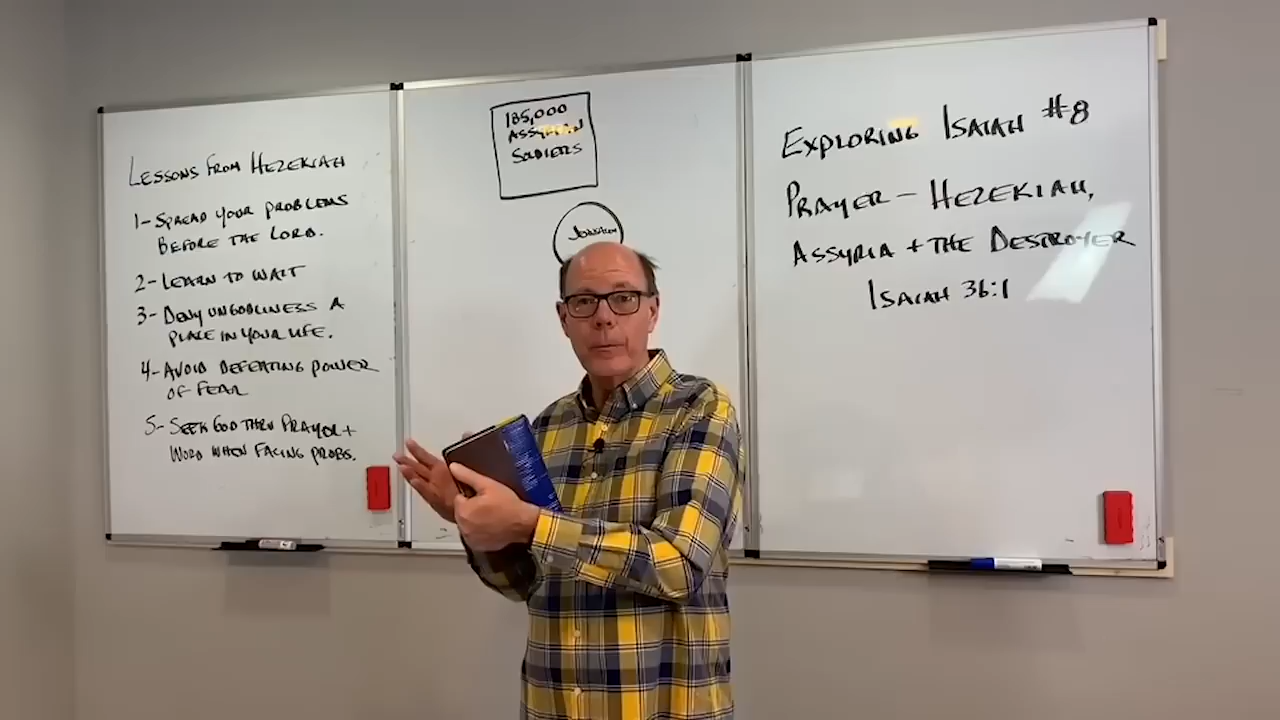 LESSONS FROM HEZEKIAH
1- SPREAD YOUR PROBLEMS
BEFORE THE LORD.
2- LEARN TO WAIT
3- DENY UNGODLINESS A
PLACE IN YOUR LIFE.
4- AVOID DEFEATING POWER
OF FEAR
5- SEEK GOD THRU PRAYER +
WORD WHEN FACING PROBS.
185,000
ASSYRIAN
SOLDIERS
EXPLORING ISAIAH #8
PRAYER - HEZEKIAH,
ASSYRIA + THE DESTROYER
ISAIAH 36:1